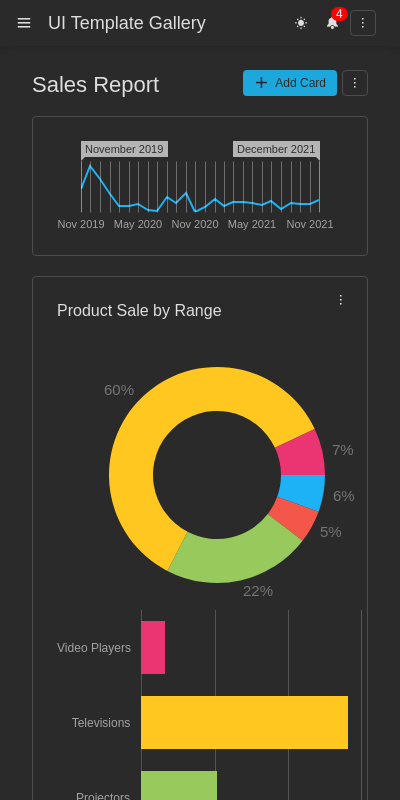 UI Template Gallery
4
Sales Report
Add Card
November 2019
December 2021
Nov 2019 May 2020 Nov 2020 May 2021 Nov 2021
Product Sale by Range
60%
7%
6%
5%
22%
Video Players
Televisions
Projectors